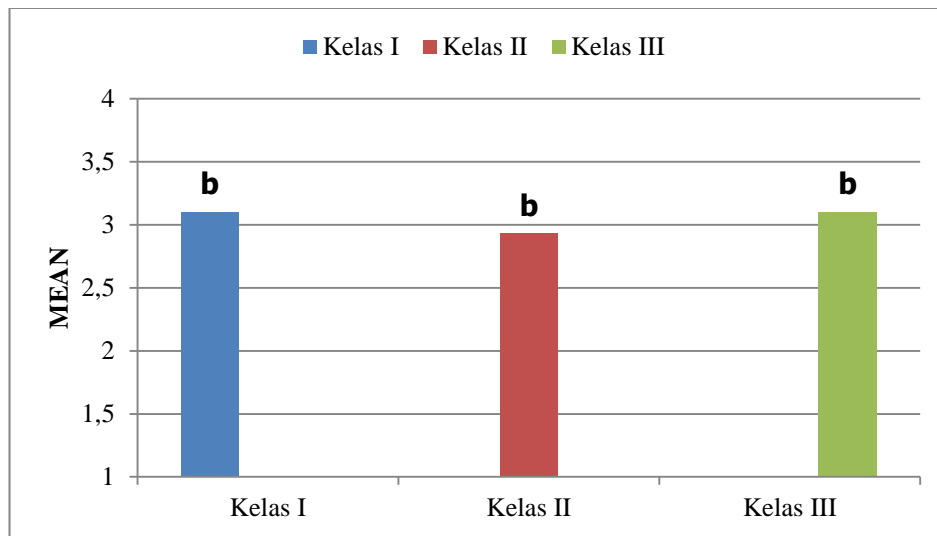 Kelas I Kelas II Kelas III
4
3,5
b b b
3
2,5
2
1,5
1
MEAN
Kelas I Kelas II Kelas III